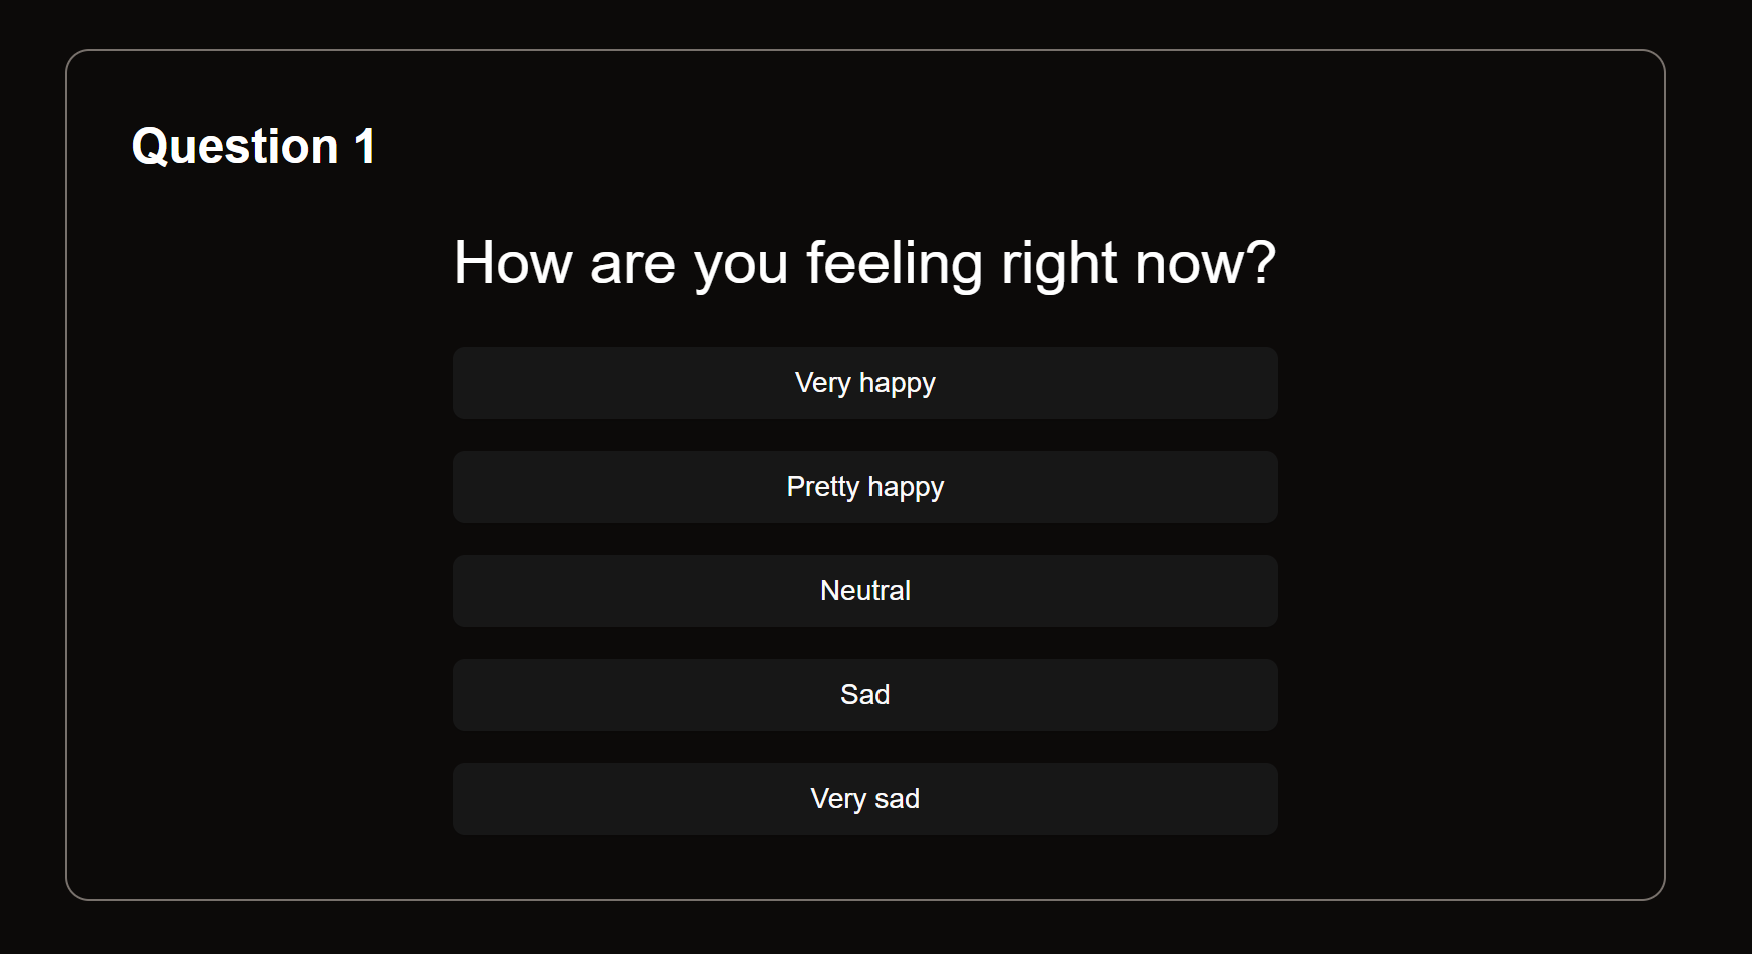 Question 1
How are you feeling right now?
Very happy
Pretty happy
Neutral
Sad
Very sad